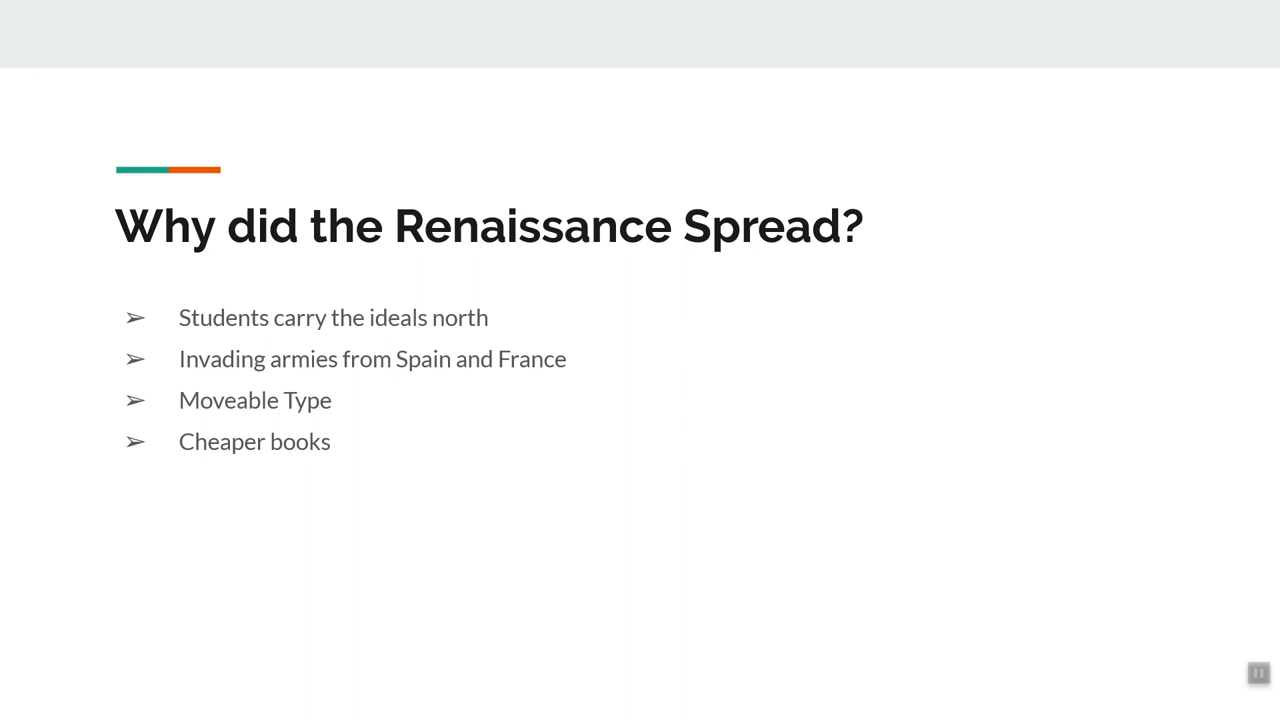 Why did the Renaissance Spread?
➢ Students carry the ideals north
➢ Invading armies from Spain and France
➢ Moveable Type
➢ Cheaper books